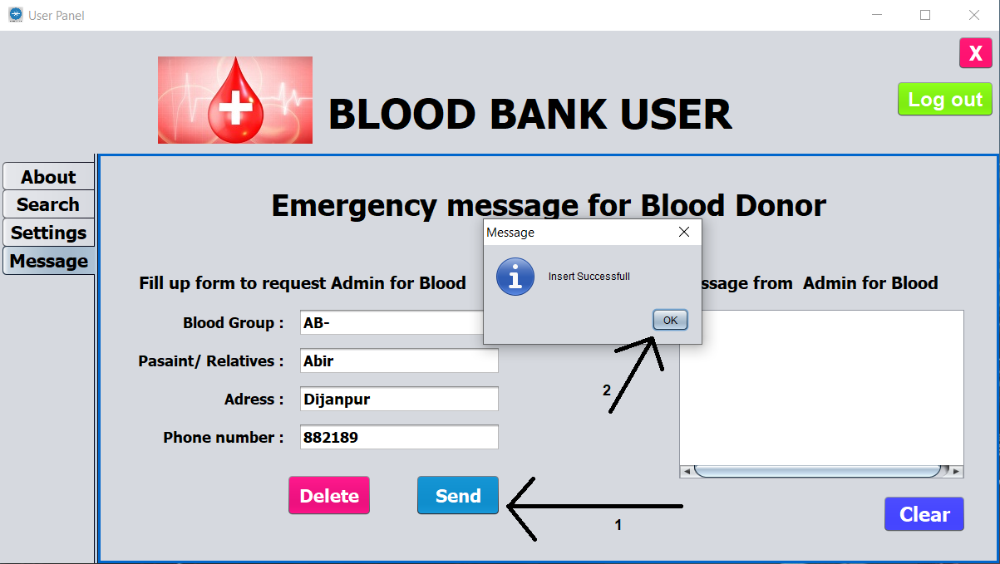 User Panel
X
Log out
BLOOD BANK USER
About
Search
Settings
Message
Emergency message for Blood Donor
Message
Insert Successfull
OK
Fill up form to request Admin for Blood
ssage from Admin for Blood
Blood Group : AB-
Pasaint/ Relatives : Abir
Adress : Dijanpur
Phone number : 882189
2
Delete
Send
1
Clear